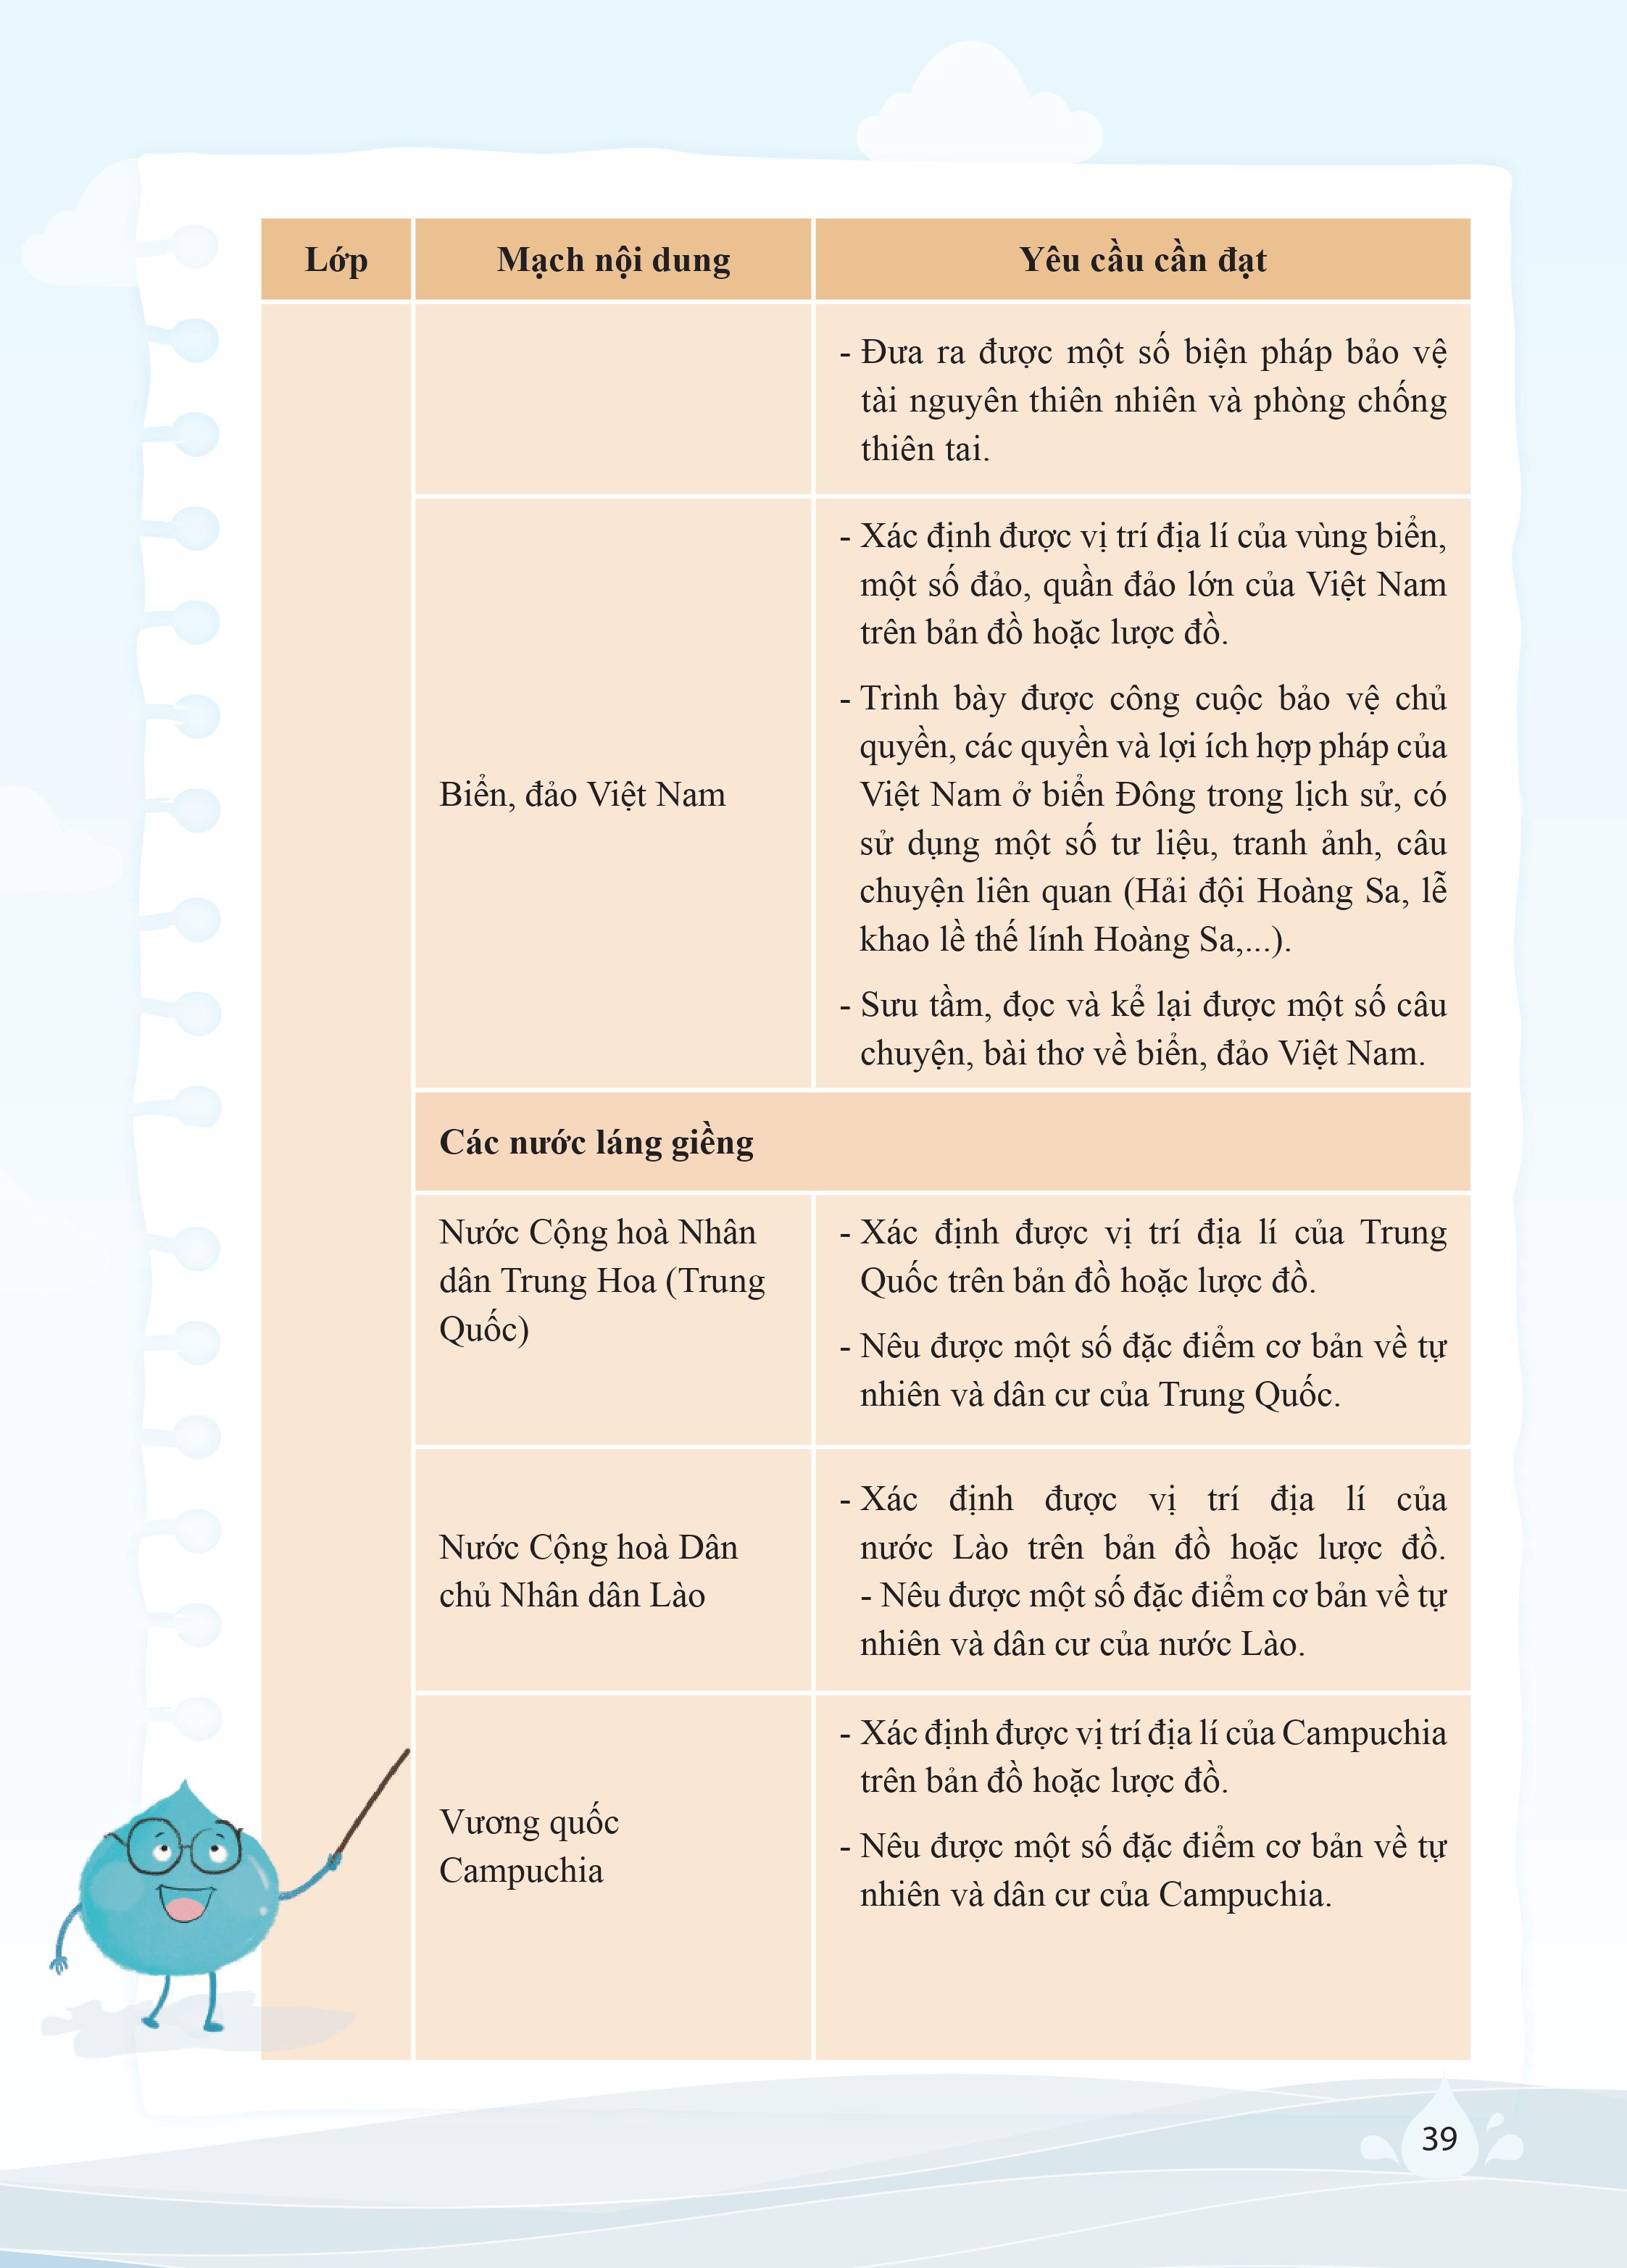 Lớp
Mạch nội dung
Yêu cầu cần đạt
- Đưa ra được một số biện pháp bảo vệ
tài nguyên thiên nhiên và phòng chống
thiên tai.
Biển, đảo Việt Nam
- Xác định được vị trí địa lí của vùng biển,
một số đảo, quần đảo lớn của Việt Nam
trên bản đồ hoặc lược đồ.
- Trình bày được công cuộc bảo vệ chủ
quyền, các quyền và lợi ích hợp pháp của
Việt Nam ở biển Đông trong lịch sử, có
sử dụng một số tư liệu, tranh ảnh, câu
chuyện liên quan (Hải đội Hoàng Sa, lễ
khao lề thế lính Hoàng Sa,...).
- Sưu tầm, đọc và kể lại được một số câu
chuyện, bài thơ về biển, đảo Việt Nam.
Các nước láng giềng
Nước Cộng hoà Nhân
dân Trung Hoa (Trung
Quốc)
- Xác định được vị trí địa lí của Trung
Quốc trên bản đồ hoặc lược đồ.
- Nêu được một số đặc điểm cơ bản về tự
nhiên và dân cư của Trung Quốc.
Nước Cộng hoà Dân
chủ Nhân dân Lào
- Xác định được vị trí địa lí của
nước Lào trên bản đồ hoặc lược đồ.
- Nêu được một số đặc điểm cơ bản về tự
nhiên và dân cư của nước Lào.
Vương quốc
Campuchia
- Xác định được vị trí địa lí của Campuchia
trên bản đồ hoặc lược đồ.
- Nêu được một số đặc điểm cơ bản về tự
nhiên và dân cư của Campuchia.
39